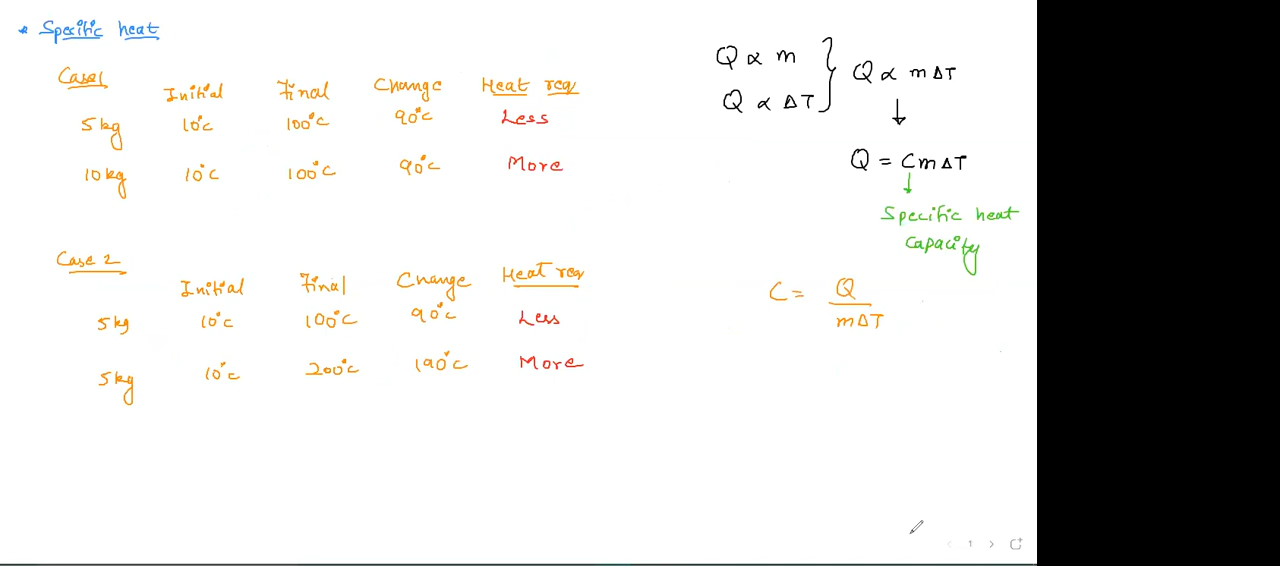 * Specific heat
Case1
Initial Final Change Heat req
5kg 10°c 100°c 90°c Less
10kg 10°c 100°c 90°c More
Case 2
Initial Final Change Heat req
5kg 10°c 100°c 90°c Less
5kg 10°c 200°c 190°c More
Q ∝ m
Q ∝ ΔT
} Q ∝ mΔT
↓
Q = CmΔT
↓
Specific heat
capacity
C = Q
mΔT
1